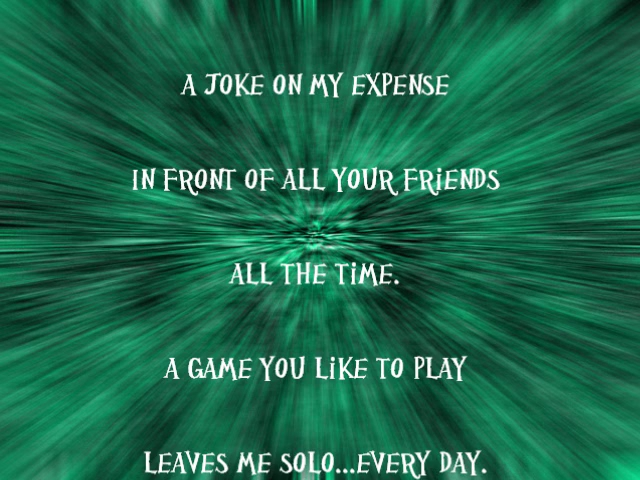 A JOKE ON MY EXPENSE
IN FRONT OF ALL YOUR FRiENDS
ALL THE TiME.
A GAME YOU LiKE TO PLAY
LEAVES ME SOLO...EVERY DAY.